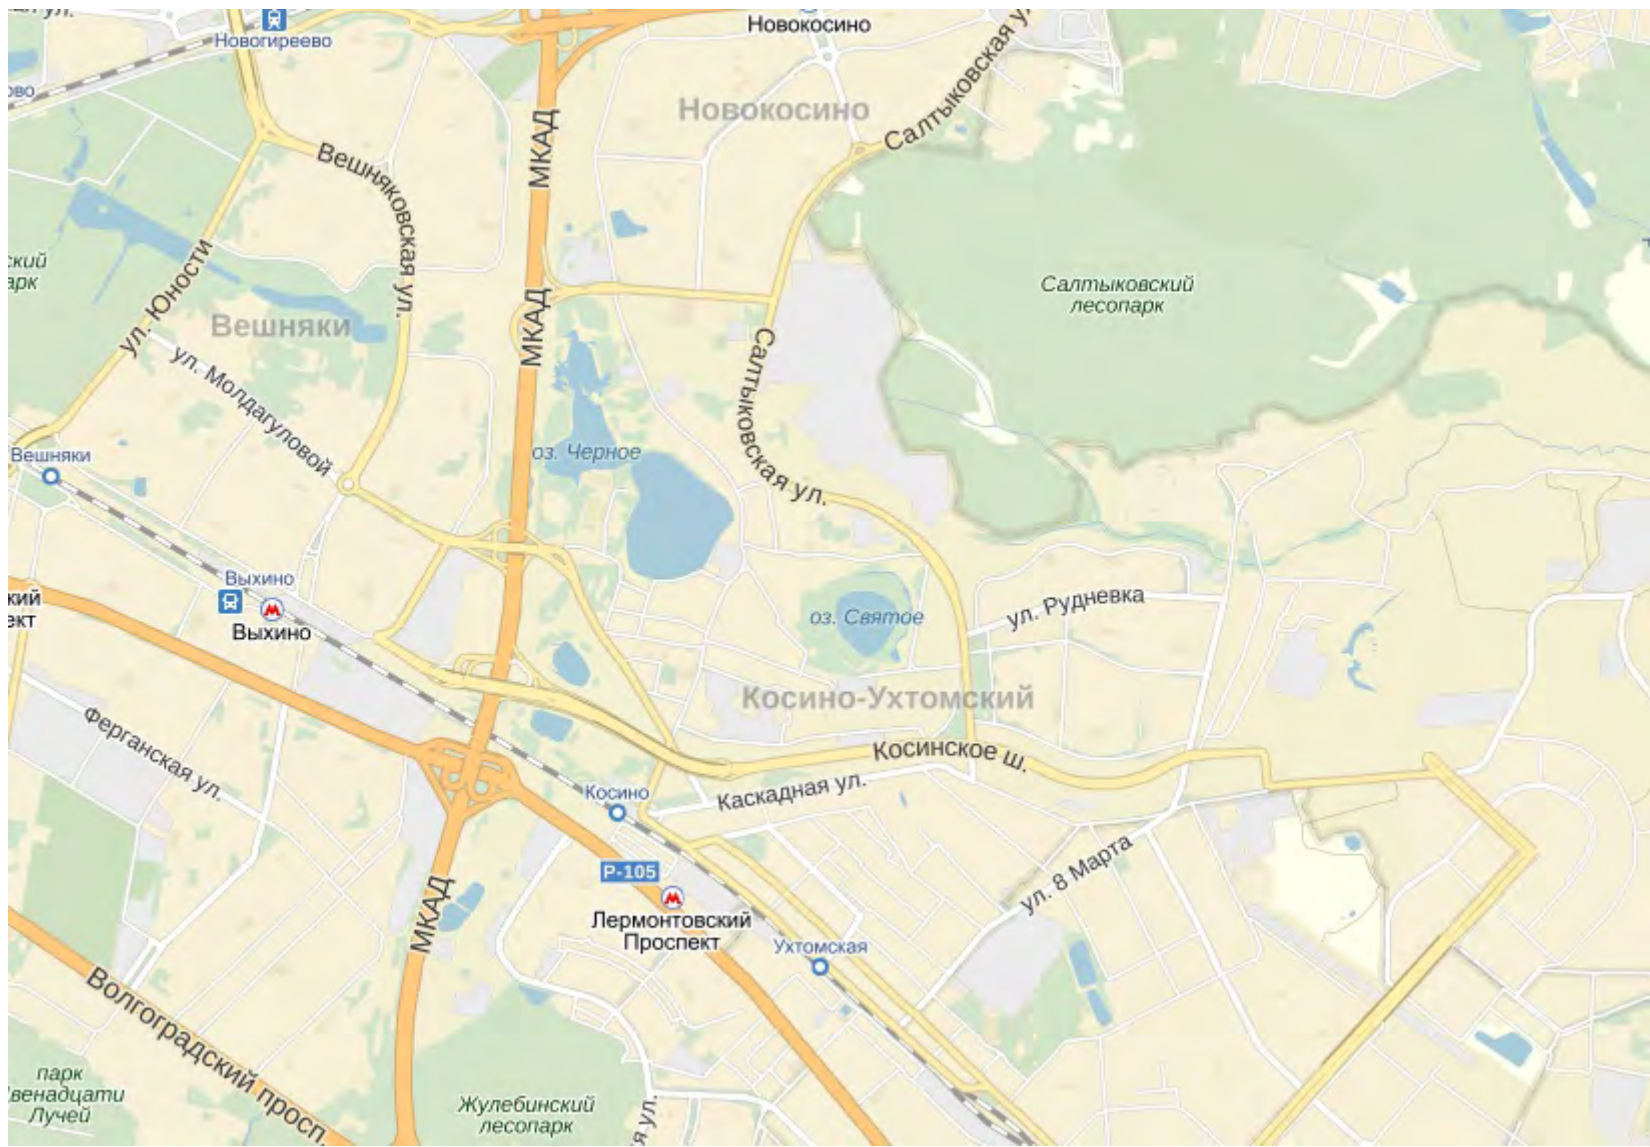 Новогиреево
Новокосино
Новокосино
Салтыковская ул.
МКАД
Вешняковская ул.
ул. Юности
Салтыковский
лесопарк
Вешняки
МКАД
ул. Молдагуловой
Салтыковская ул.
оз. Черное
Вешняки
Выхино
Выхино
ул. Рудневка
оз. Святое
Косино-Ухтомский
Ферганская ул.
Косинское ш.
Косино
Каскадная ул.
Р-105
ул. 8 Марта
МКАД
Лермонтовский
Проспект
Ухтомская
Волгоградский просп.
парк
Лучей
Жулебинский
лесопарк